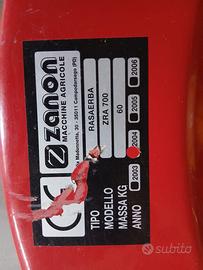 zanon
MACCHINE AGRICOLE
Via Madonnetta, 30 - 35011 Campodarsego (PD)
CE
TIPO RASAERBA
MODELLO ZRA 700
MASSA KG 60
ANNO 2003 2004 2005 2006
subito